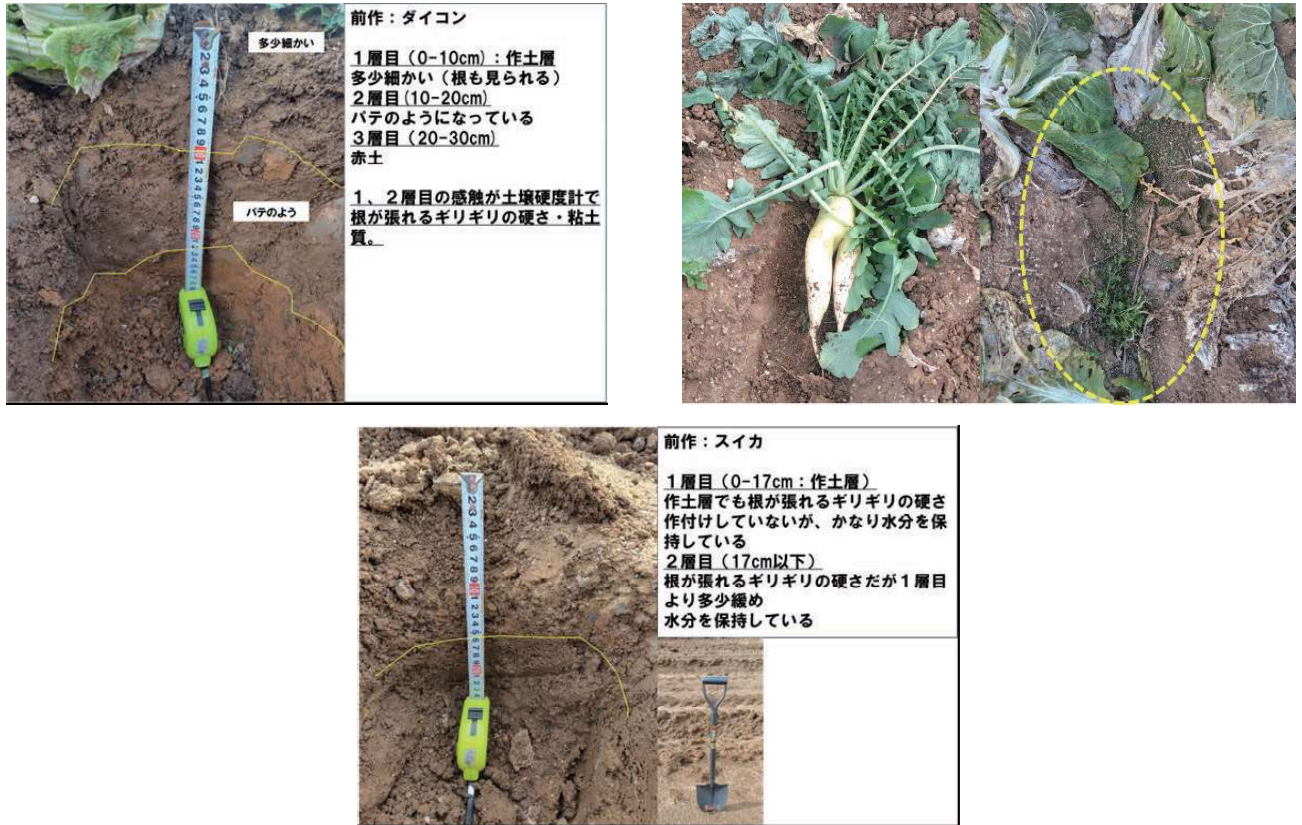 多少細かい
パテのよう
前作：ダイコン
1層目（0-10cm）：作土層
多少細かい（根も見られる）
2層目(10-20cm)
パテのようになっている
3層目（20-30cm）
赤土
1、2層目の感触が土壌硬度計で
根が張れるギリギリの硬さ・粘土
質。
前作：スイカ
1層目（0-17cm：作土層）
作土層でも根が張れるギリギリの硬さ
作付けしていないが、かなり水分を保
持している
2層目（17cm以下）
根が張れるギリギリの硬さだが１層目
より多少緩め
水分を保持している